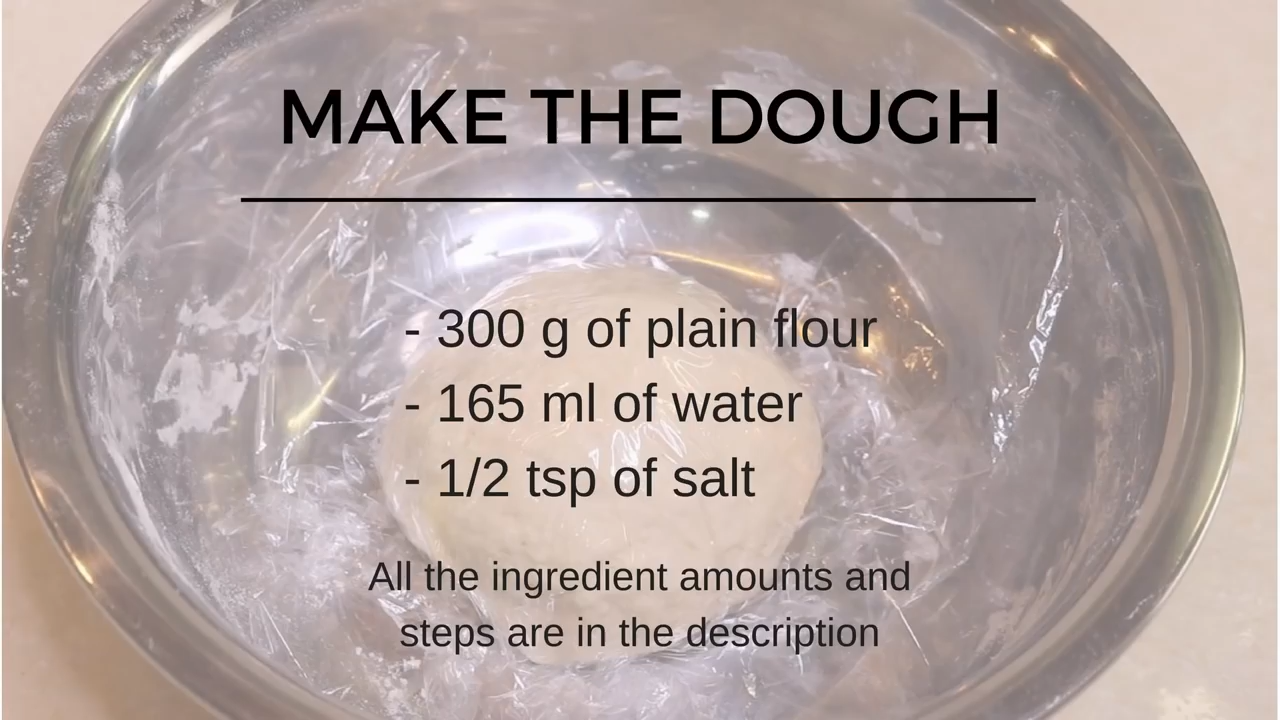 MAKE THE DOUGH
- 300 g of plain flour
- 165 ml of water
- 1/2 tsp of salt
All the ingredient amounts and
steps are in the description